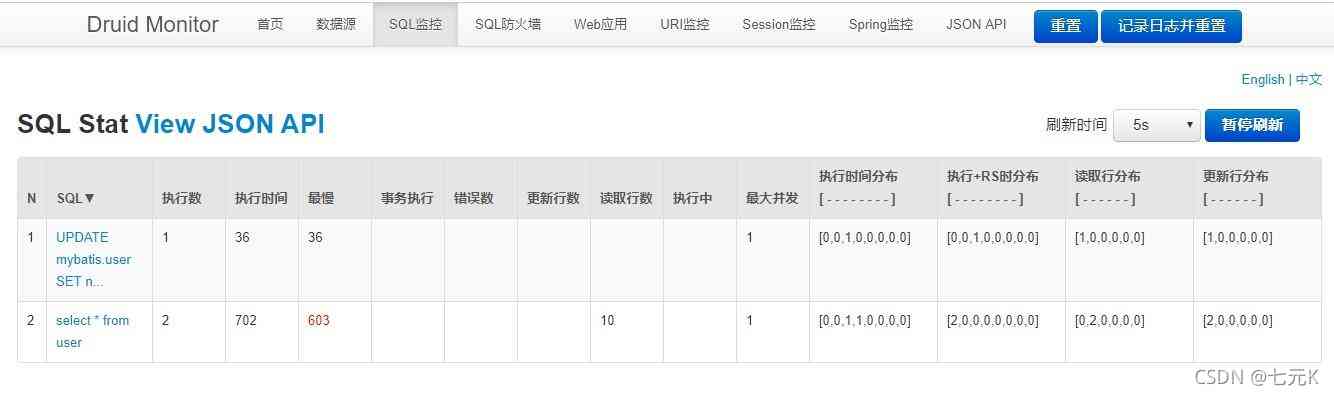 Druid Monitor 首页 数据源 SQL监控 SQL防火墙 Web应用 URI监控 Session监控 Spring监控 JSON API 重置 记录日志并重置
English | 中文
SQL Stat View JSON API 刷新时间 5s 暂停刷新
N SQL▼ 执行数 执行时间 最慢 事务执行 错误数 更新行数 读取行数 执行中 最大并发 执行时间分布 [ - - - - - - - - ] 执行+RS时分布 [ - - - - - - - - ] 读取行分布 [ - - - - - - ] 更新行分布 [ - - - - - - ]
1 UPDATE 1 36 36 1 [0,0,1,0,0,0,0,0] [0,0,1,0,0,0,0,0] [1,0,0,0,0,0] [1,0,0,0,0,0]
mybatis.user
SET n...
2 select * from 2 702 603 10 1 [0,0,1,1,0,0,0,0] [2,0,0,0,0,0,0,0] [0,2,0,0,0,0] [2,0,0,0,0,0]
user
CSDN @七元K